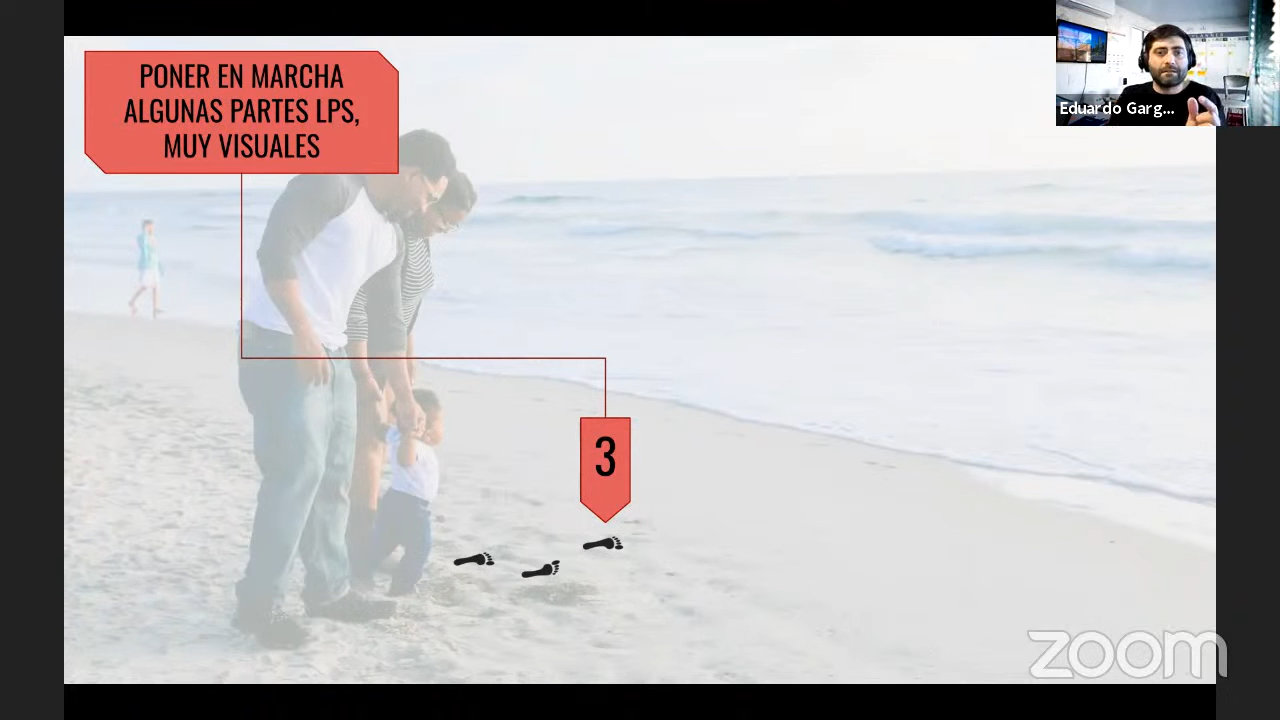 PONER EN MARCHA
ALGUNAS PARTES LPS,
MUY VISUALES
Eduardo Garg...
3
zoom